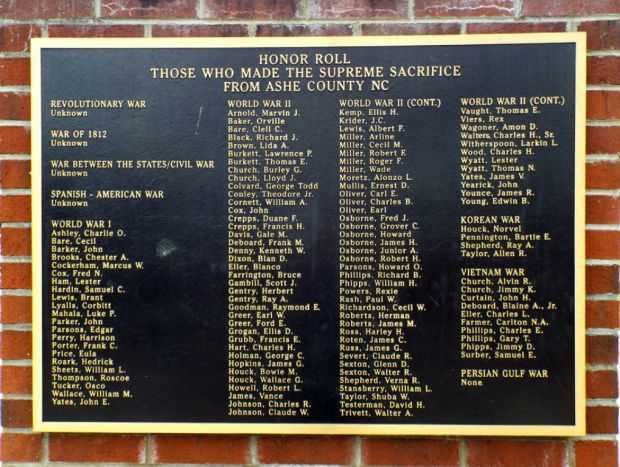 HONOR ROLL
THOSE WHO MADE THE SUPREME SACRIFICE
FROM ASHE COUNTY NC
REVOLUTIONARY WAR
Unknown
WAR OF 1812
Unknown
WAR BETWEEN THE STATES/CIVIL WAR
Unknown
SPANISH - AMERICAN WAR
Unknown
WORLD WAR I
Ashley, Charlie O.
Bare, Cecil
Barker, John
Brooks, Chester A.
Cockerham, Marcus W.
Cox, Fred N.
Ham, Lester
Hardin, Samuel C.
Lewis, Brant
Lyalls, Corbitt
Mahala, Luke P.
Parker, John
Parsons, Edgar
Perry, Harrison
Porter, Frank C.
Price, Eula
Roark, Hedrick
Sheets, William L.
Thompson, Roscoe
Tucker, Osco
Wallace, William M.
Yates, John E.
WORLD WAR II
Arnold, Marvin J.
Baker, Orville
Bare, Clell C.
Black, Richard J.
Brown, Lida A.
Burkett, Lawrence P.
Burkett, Thomas E.
Church, Burley G.
Church, Lloyd J.
Colvard, George Todd
Conley, Theodore Jr.
Cornett, William A.
Cox, John
Crepps, Duane F.
Crepps, Francis H.
Davis, Gale M.
Deboard, Frank M.
Denny, Kenneth W.
Dixon, Blan D.
Eller, Blanco
Farrington, Bruce
Gambill, Scott J.
Gentry, Herbert
Gentry, Ray A.
Goodman, Raymond E.
Greer, Earl W.
Greer, Ford E.
Grogan, Ellis D.
Grubb, Francis E.
Hart, Charles H.
Holman, George C.
Hopkins, James G.
Houck, Bowie M.
Houck, Wallace G.
Howell, Robert L.
James, Vance
Johnson, Charles R.
Johnson, Claude W.
WORLD WAR II (CONT.)
Kemp, Ellis H.
Krider, J.C.
Lewis, Albert F.
Miller, Arline
Miller, Cecil M.
Miller, Robert F.
Miller, Roger F.
Miller, Wade
Moretz, Alonzo L.
Mullis, Ernest D.
Oliver, Carl E.
Oliver, Charles B.
Oliver, Earl
Osborne, Fred J.
Osborne, Grover C.
Osborne, Howard
Osborne, James H.
Osborne, Junior A.
Osborne, Robert H.
Parsons, Howard O.
Phillips, Richard B.
Phipps, William H.
Powers, Rexie
Rash, Paul W.
Richardson, Cecil W.
Roberts, Herman
Roberts, James M.
Ross, Harley H.
Roten, James C.
Russ, James G.
Severt, Claude R.
Sexton, Glenn D.
Sexton, Walter R.
Shepherd, Verna R.
Stansberry, William L.
Taylor, Shuba W.
Testerman, David H.
Trivett, Walter A.
WORLD WAR II (CONT.)
Vaught, Thomas E.
Viers, Rex
Wagoner, Amon D.
Walters, Charles H., Sr.
Witherspoon, Larkin L.
Wood, Charles H.
Wyatt, Lester
Wyatt, Thomas N.
Yates, James V.
Yearick, John
Younce, James R.
Young, Edwin B.
KOREAN WAR
Houck, Norvel
Pennington, Bartie E.
Shepherd, Ray A.
Taylor, Allen R.
VIETNAM WAR
Church, Alvin R.
Church, Jimmy K.
Curtain, John H.
Deboard, Blaine A., Jr.
Eller, Charles L.
Farmer, Carlton N.A.
Phillips, Charles E.
Phillips, Gary T.
Phipps, Jimmy D.
Surber, Samuel E.
PERSIAN GULF WAR
None